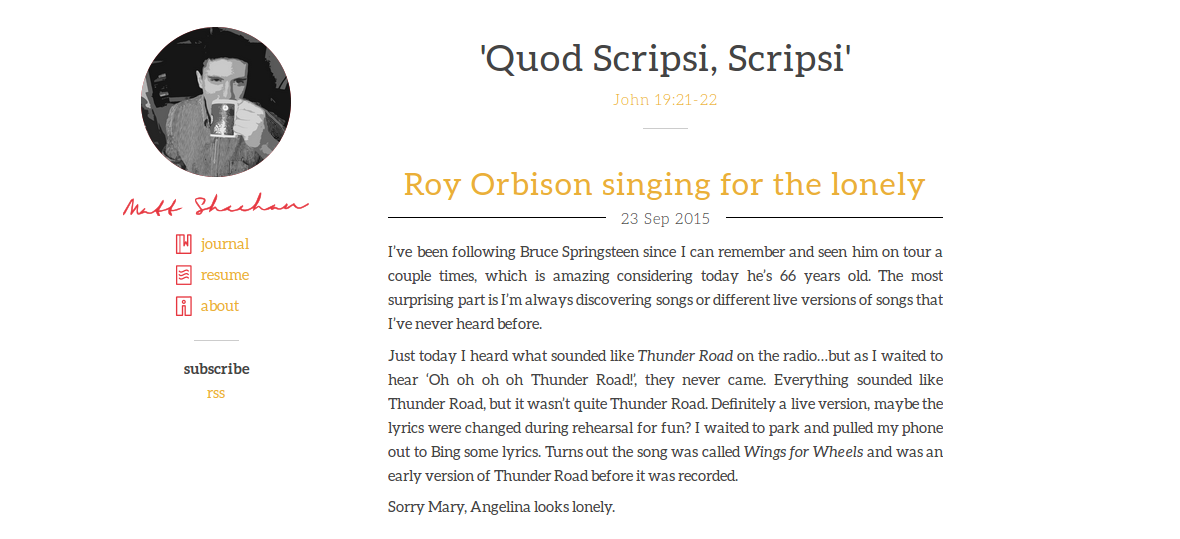 Matt Sheehan
journal
resume
about
subscribe
rss
'Quod Scripsi, Scripsi'
John 19:21-22
Roy Orbison singing for the lonely
23 Sep 2015
I’ve been following Bruce Springsteen since I can remember and seen him on tour a
couple times, which is amazing considering today he’s 66 years old. The most
surprising part is I’m always discovering songs or different live versions of songs that
I’ve never heard before.
Just today I heard what sounded like Thunder Road on the radio…but as I waited to
hear ‘Oh oh oh oh Thunder Road!’, they never came. Everything sounded like
Thunder Road, but it wasn’t quite Thunder Road. Definitely a live version, maybe the
lyrics were changed during rehearsal for fun? I waited to park and pulled my phone
out to Bing some lyrics. Turns out the song was called Wings for Wheels and was an
early version of Thunder Road before it was recorded.
Sorry Mary, Angelina looks lonely.